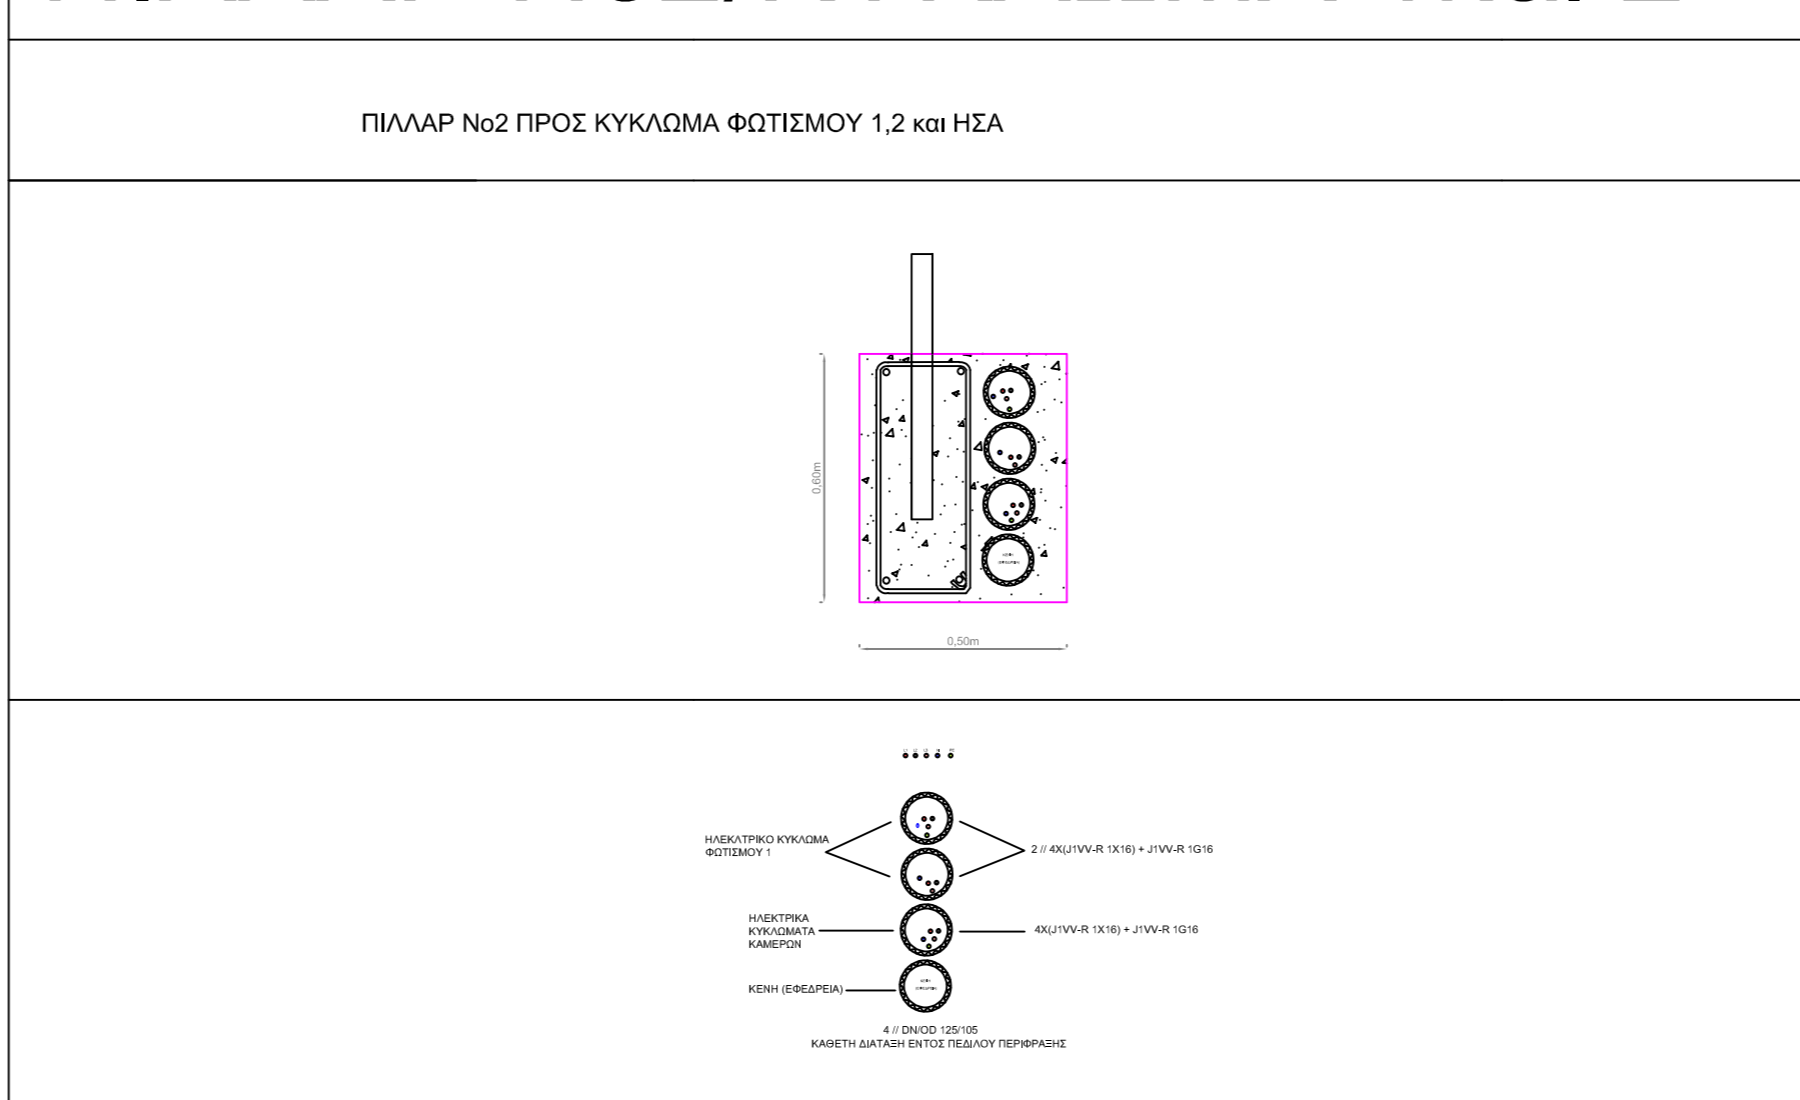 ΠΙΛΛΑΡ Νο2 ΠΡΟΣ ΚΥΚΛΩΜΑ ΦΩΤΙΣΜΟΥ 1,2 και ΗΣΑ
0,60m
0,50m
ΗΛΕΚΛΤΡΙΚΟ ΚΥΚΛΩΜΑ
ΦΩΤΙΣΜΟΥ 1
2 // 4X(J1VV-R 1X16) + J1VV-R 1G16
ΗΛΕΚΤΡΙΚΑ
ΚΥΚΛΩΜΑΤΑ
ΚΑΜΕΡΩΝ
4X(J1VV-R 1X16) + J1VV-R 1G16
ΚΕΝΗ (ΕΦΕΔΡΕΙΑ)
4 // DN/OD 125/105
ΚΑΘΕΤΗ ΔΙΑΤΑΞΗ ΕΝΤΟΣ ΠΕΔΙΛΟΥ ΠΕΡΙΦΡΑΞΗΣ